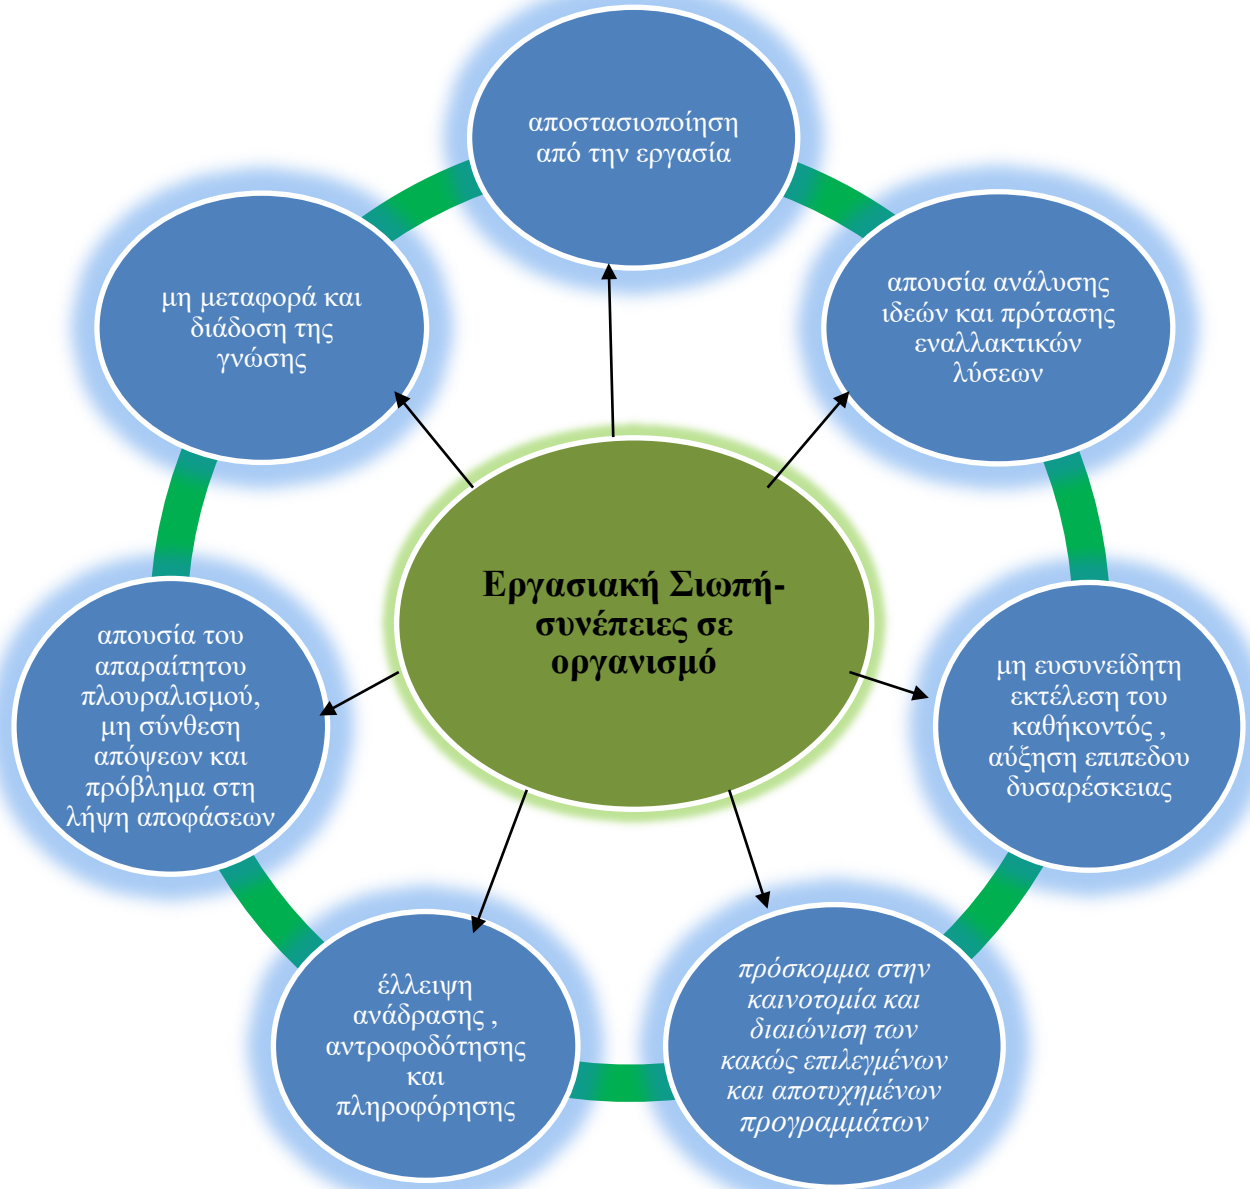 αποστασιοποίηση
από την εργασία
απουσία ανάλυσης
ιδεών και πρότασης
εναλλακτικών
λύσεων
μη ευσυνείδητη
εκτέλεση του
καθήκοντός ,
αύξηση επιπεδου
δυσαρέσκειας
πρόσκομμα στην
καινοτομία και
διαιώνιση των
κακώς επιλεγμένων
και αποτυχημένων
προγραμμάτων
έλλειψη
ανάδρασης ,
αντροφοδότησης
και
πληροφόρησης
απουσία του
απαραίτητου
πλουραλισμού,
μη σύνθεση
απόψεων και
πρόβλημα στη
λήψη αποφάσεων
μη μεταφορά και
διάδοση της
γνώσης
Εργασιακή Σιωπή-
συνέπειες σε
οργανισμό